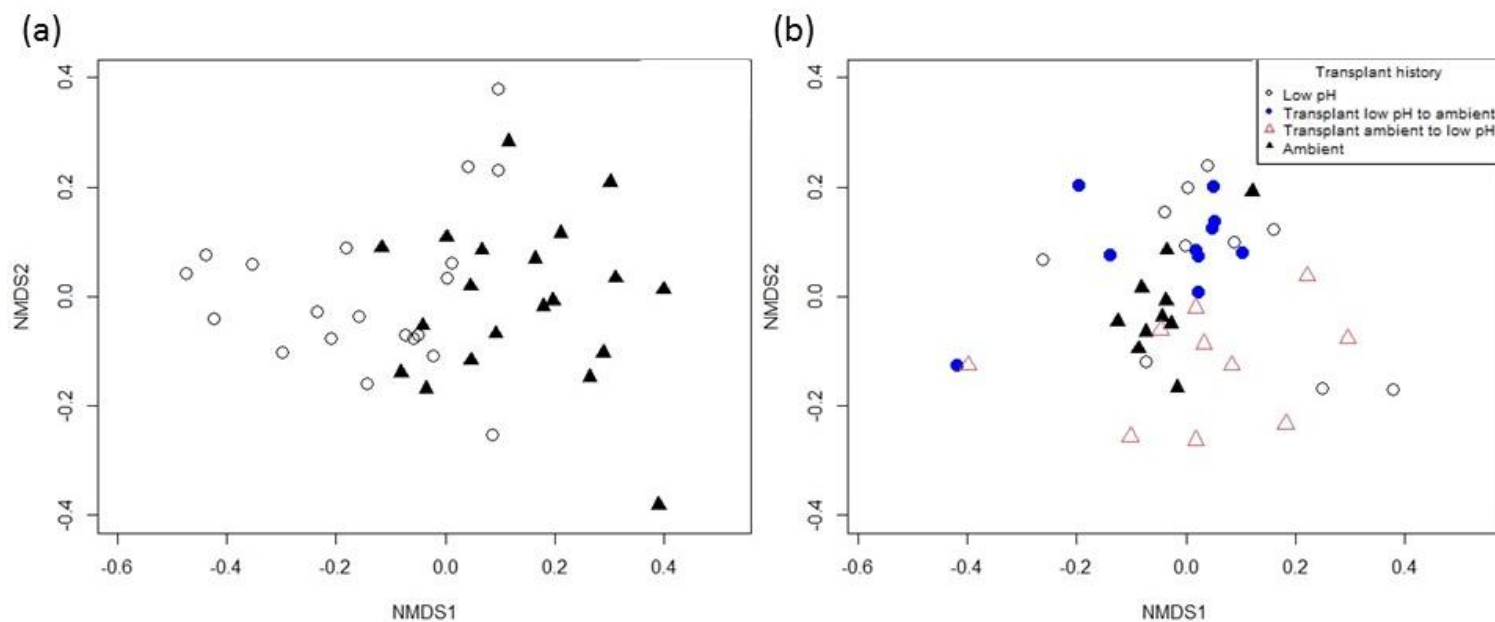 (a)
(b)
0.4
0.2
0.0
-0.2
-0.4
NMDS2
-0.6
-0.4
-0.2
0.0
0.2
0.4
NMDS1
0.4
0.2
0.0
-0.2
-0.4
NMDS2
-0.6
-0.4
-0.2
0.0
0.2
0.4
NMDS1
Transplant history
Low pH
Transplant low pH to ambient
Transplant ambient to low pH
Ambient